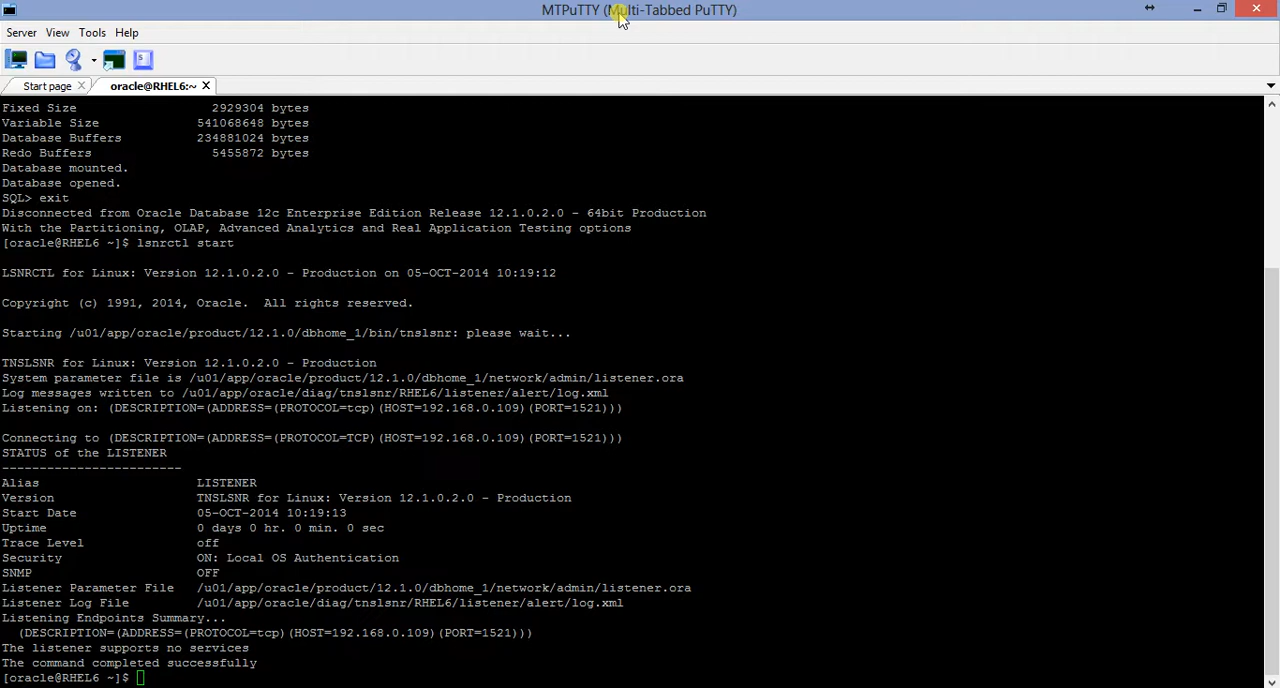 MTPuTTY (Multi-Tabbed PuTTY)
Server View Tools Help
Start page oracle@RHEL6:~
Fixed Size 2929304 bytes
Variable Size 541068648 bytes
Database Buffers 234881024 bytes
Redo Buffers 5455872 bytes
Database mounted.
Database opened.
SQL> exit
Disconnected from Oracle Database 12c Enterprise Edition Release 12.1.0.2.0 - 64bit Production
With the Partitioning, OLAP, Advanced Analytics and Real Application Testing options
[oracle@RHEL6 ~]$ lsnrctl start
LSNRCTL for Linux: Version 12.1.0.2.0 - Production on 05-OCT-2014 10:19:12
Copyright (c) 1991, 2014, Oracle.  All rights reserved.
Starting /u01/app/oracle/product/12.1.0/dbhome_1/bin/tnslsnr: please wait...
TNSLSNR for Linux: Version 12.1.0.2.0 - Production
System parameter file is /u01/app/oracle/product/12.1.0/dbhome_1/network/admin/listener.ora
Log messages written to /u01/app/oracle/diag/tnslsnr/RHEL6/listener/alert/log.xml
Listening on: (DESCRIPTION=(ADDRESS=(PROTOCOL=tcp)(HOST=192.168.0.109)(PORT=1521)))
Connecting to (DESCRIPTION=(ADDRESS=(PROTOCOL=TCP)(HOST=192.168.0.109)(PORT=1521)))
STATUS of the LISTENER
------------------------
Alias LISTENER
Version TNSLSNR for Linux: Version 12.1.0.2.0 - Production
Start Date 05-OCT-2014 10:19:13
Uptime 0 days 0 hr. 0 min. 0 sec
Trace Level off
Security ON: Local OS Authentication
SNMP OFF
Listener Parameter File /u01/app/oracle/product/12.1.0/dbhome_1/network/admin/listener.ora
Listener Log File /u01/app/oracle/diag/tnslsnr/RHEL6/listener/alert/log.xml
Listening Endpoints Summary...
(DESCRIPTION=(ADDRESS=(PROTOCOL=tcp)(HOST=192.168.0.109)(PORT=1521)))
The listener supports no services
The command completed successfully
[oracle@RHEL6 ~]$